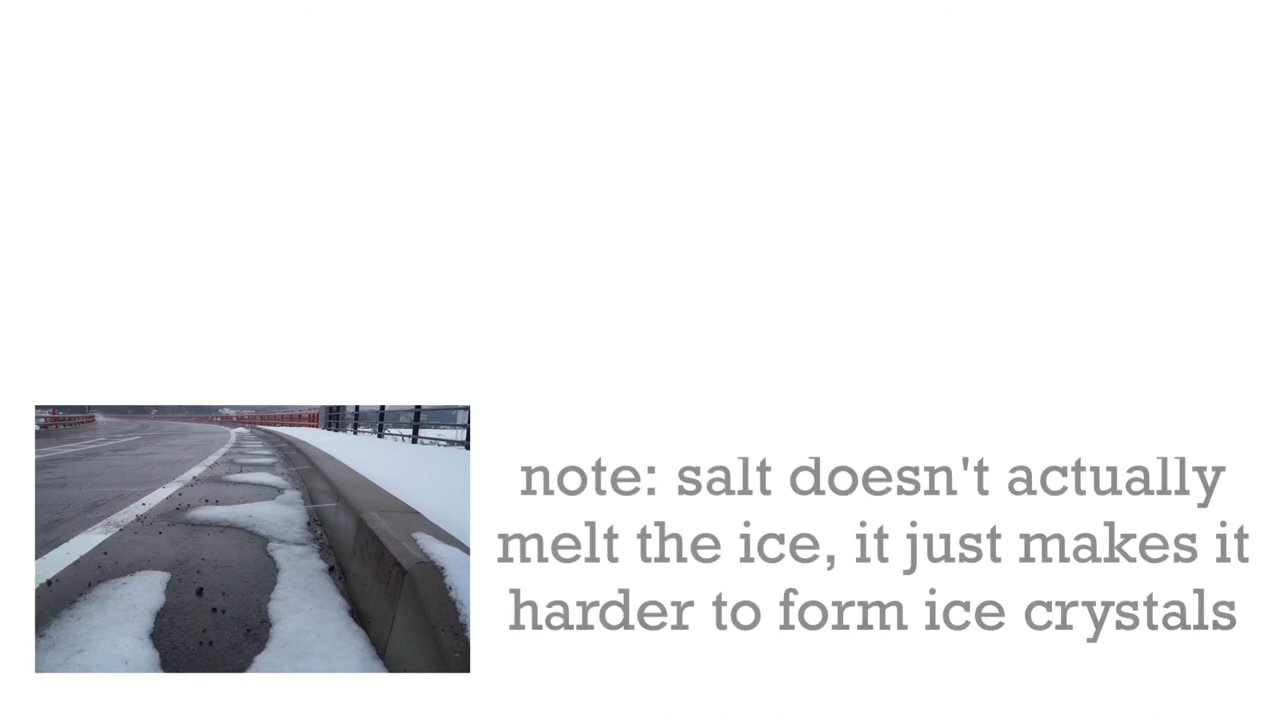 note: salt doesn't actually
melt the ice, it just makes it
harder to form ice crystals